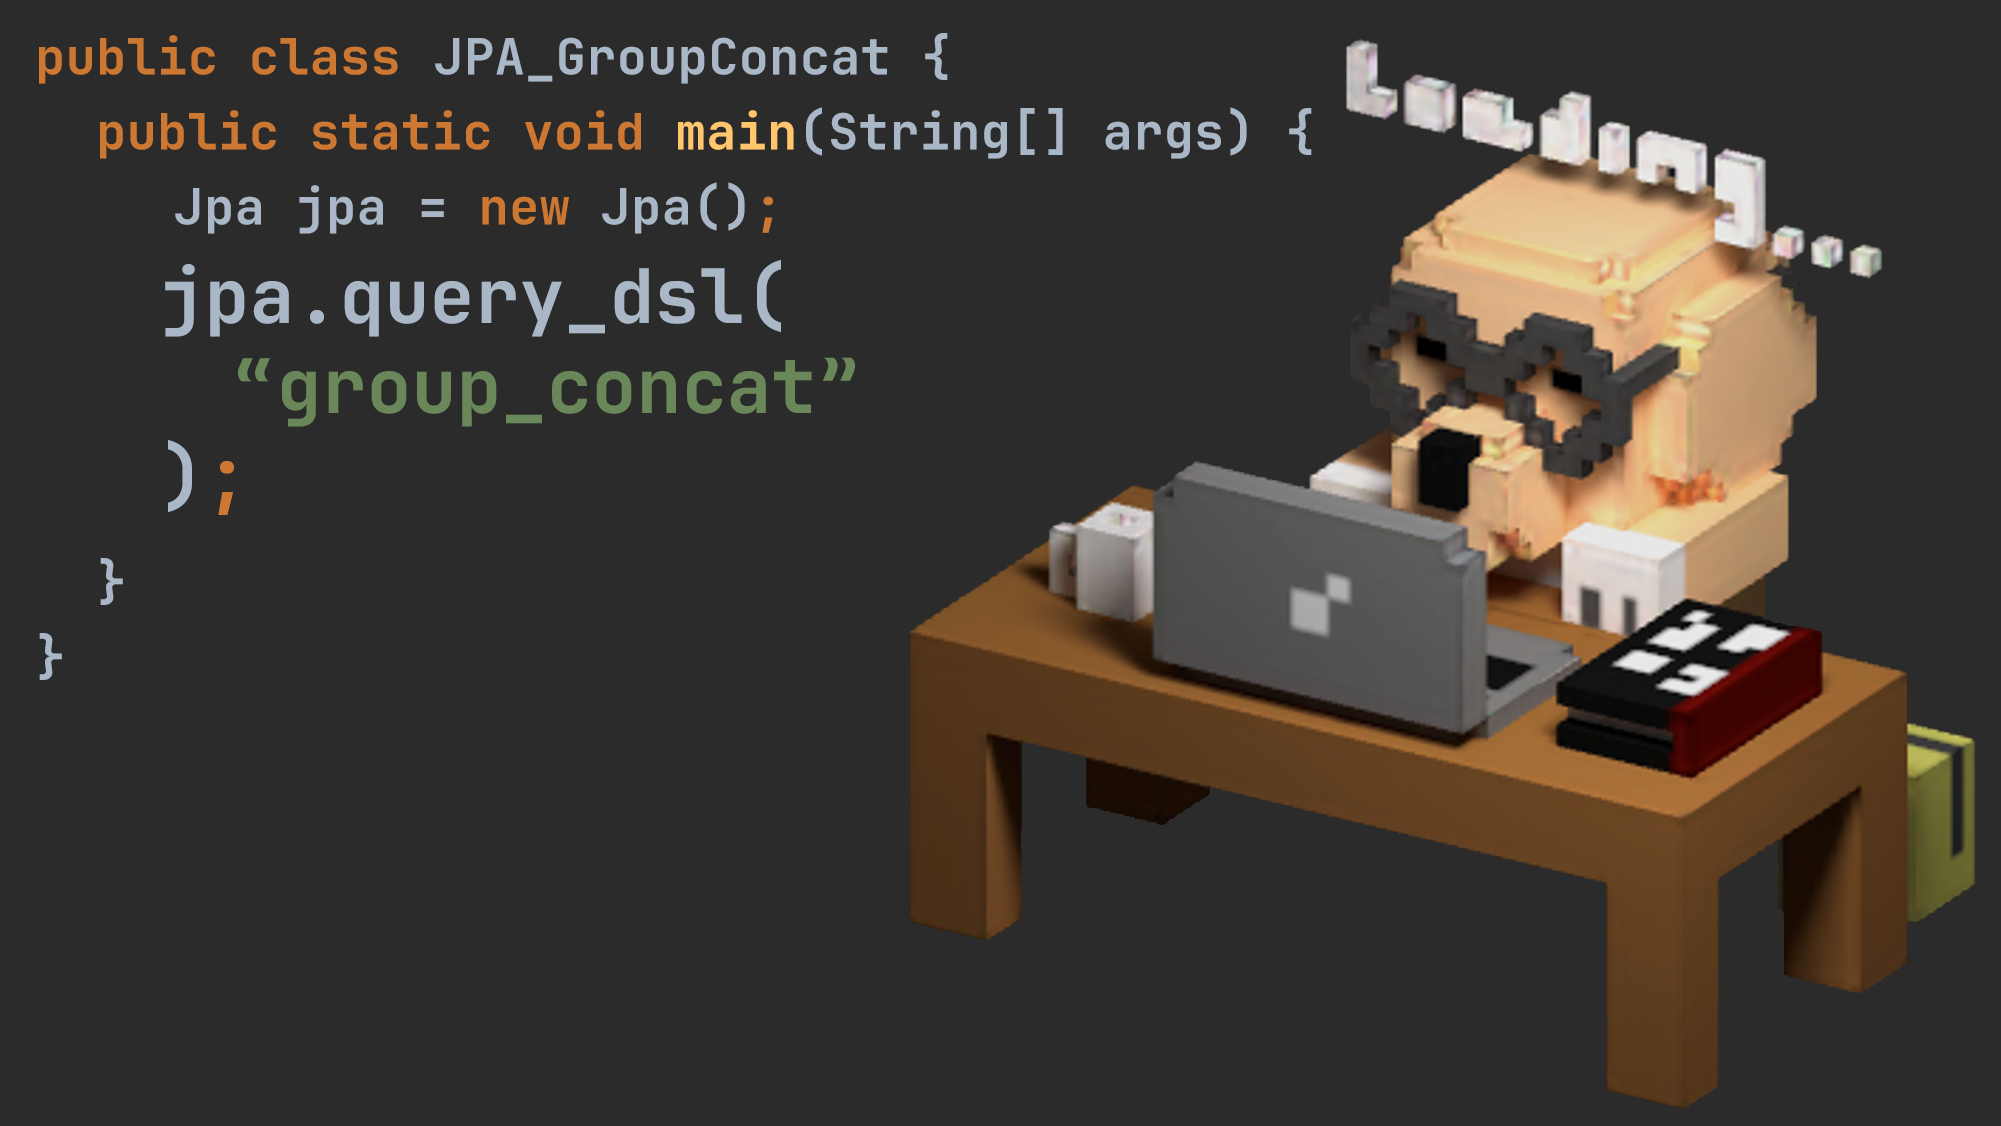 public class JPA_GroupConcat {
public static void main(String[] args) {
Jpa jpa = new Jpa();
jpa.query_dsl(
“group_concat”
);
}
}
Loading...